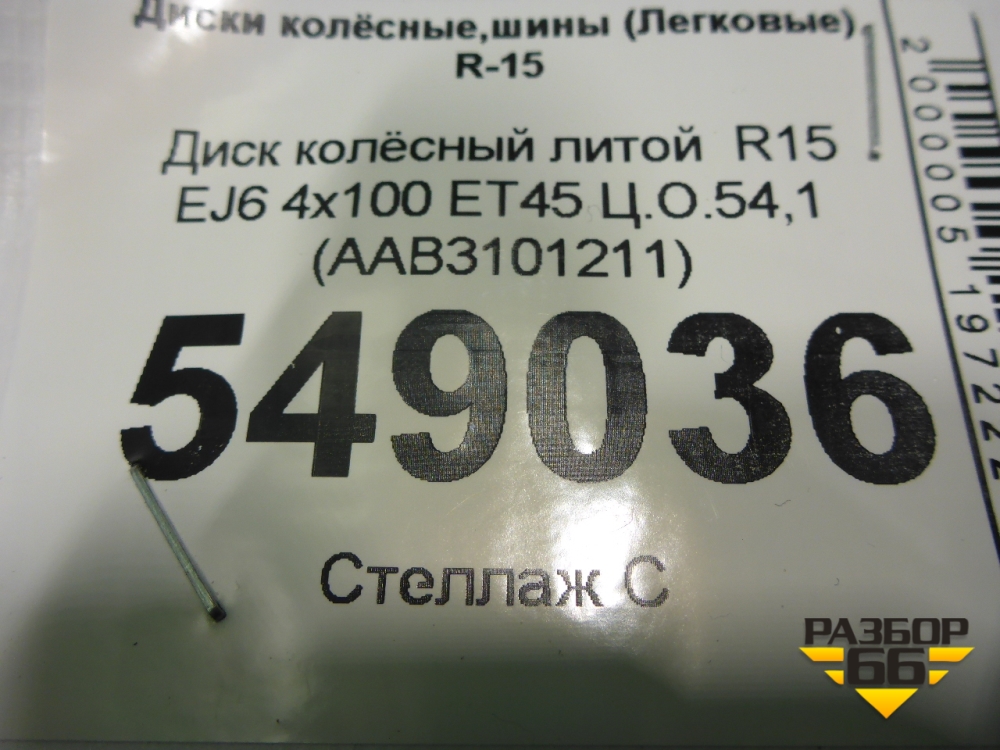 Диски колёсные,шины (Легковые)
R-15
Диск колёсный литой R15
EJ6 4x100 ET45 Ц.О.54,1
(AAB3101211)
549036
Стеллаж С
2000005197222
РАЗБОР
66